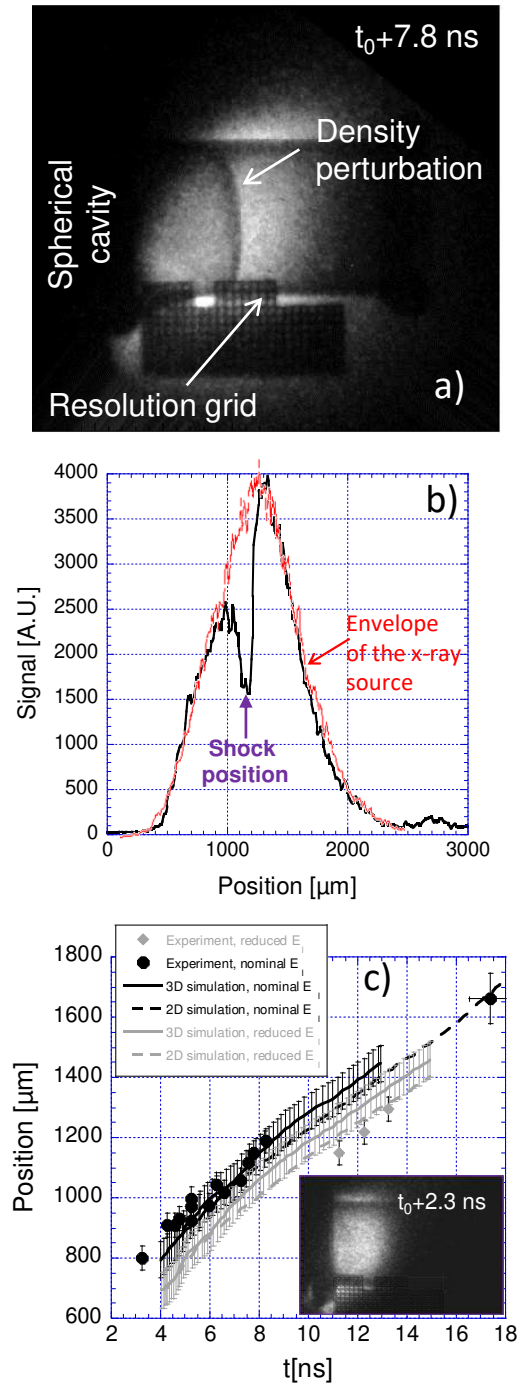 t0+7.8 ns
Density
perturbation
Spherical
cavity
Resolution grid
a)
b)
4000
3500
3000
2500
2000
1500
1000
500
0
Signal [A.U.]
Envelope
of the x-ray
source
Shock
position
0
1000
2000
3000
Position [µm]
c)
Experiment, reduced E
Experiment, nominal E
3D simulation, nominal E
2D simulation, nominal E
3D simulation, reduced E
2D simulation, reduced E
1800
1600
1400
1200
1000
800
600
Position [µm]
t0+2.3 ns
2
4
6
8
10
12
14
16
18
t[ns]